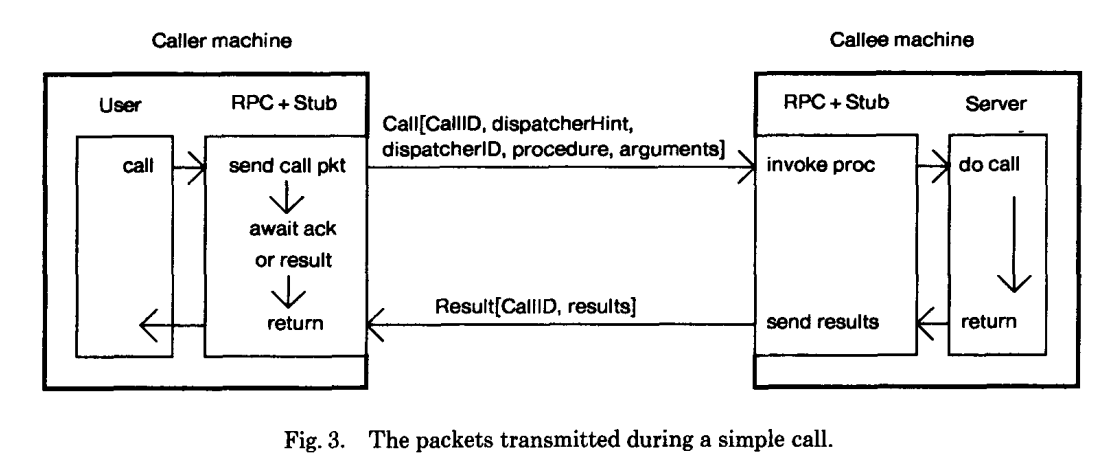 Caller machine
Callee machine
User
RPC + Stub
RPC + Stub
Server
Call[CallID, dispatcherHint,
dispatcherID, procedure, arguments]
call
send call pkt
invoke proc
do call
await ack
or result
Result[CallID, results]
return
send results
return
Fig. 3. The packets transmitted during a simple call.